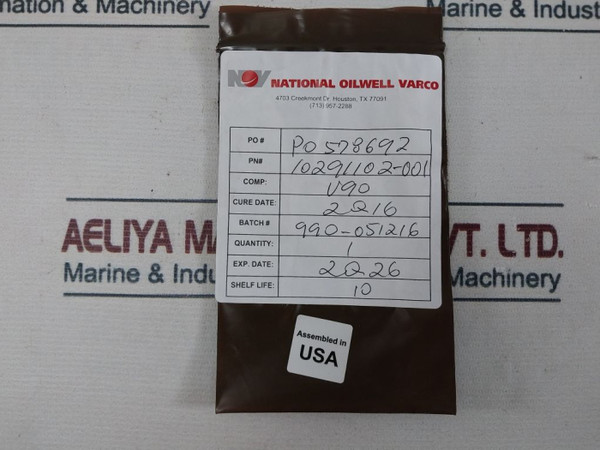 nation & Machinery
Marine & Indust
NOV NATIONAL OILWELL VARCO
4703 Creekmont Dr, Houston, TX 77091
(713) 957-2288
PO # PO 578692
PN# 10291102-001
COMP: V90
CURE DATE: 2Q16
BATCH # 990-051216
QUANTITY: 1
EXP. DATE: 2Q26
SHELF LIFE: 10
AELIYA MA VT. LTD.
Marine & Indu Machinery
Assembled in
USA